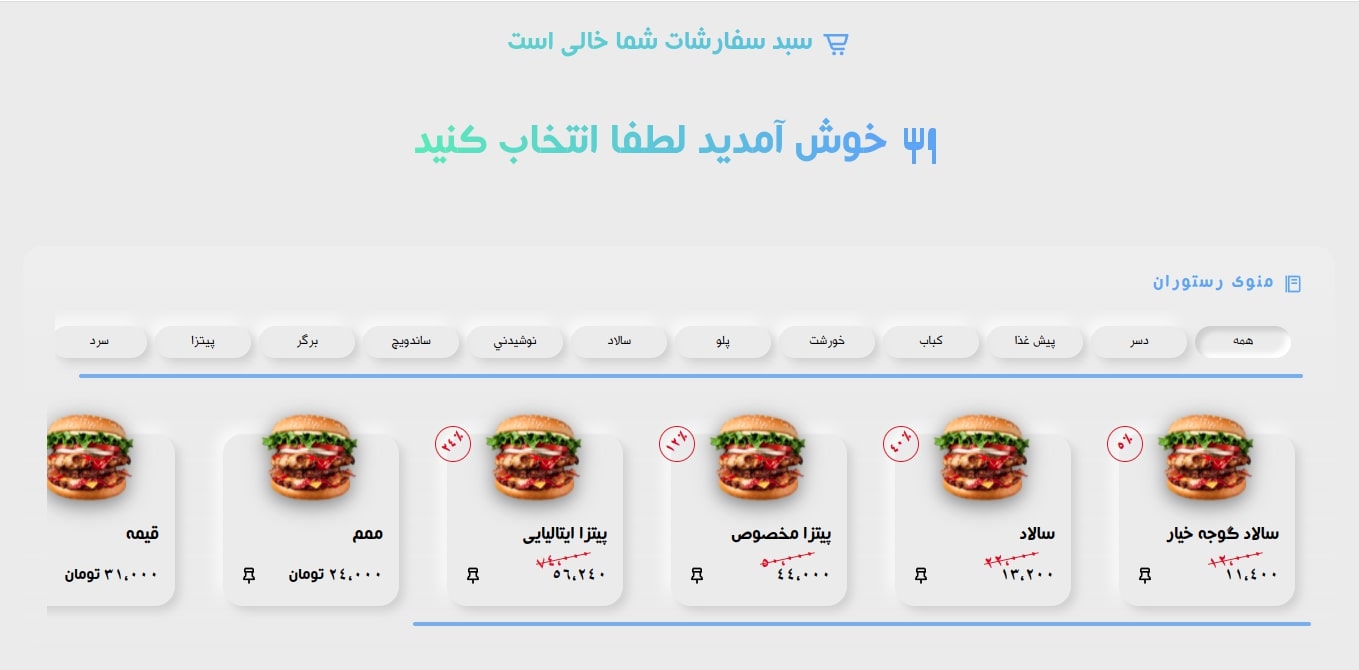 سبد سفارشات شما خالی است
خوش آمدید لطفا انتخاب کنید
منوی رستوران
همه
دسر
پیش غذا
کباب
خورشت
پلو
سالاد
نوشيدني
ساندویچ
برگر
پیتزا
سرد
۵٪
سالاد گوجه خیار
۱۲,۰۰۰
۱۱,۴۰۰
۴۰٪
سالاد
۲۲,۰۰۰
۱۳,۲۰۰
۱۲٪
پیتزا مخصوص
۵۰,۰۰۰
۴۴,۰۰۰
۲۴٪
پیتزا ایتالیایی
۷۴,۰۰۰
۵۶,۲۴۰
ممم
۲۴,۰۰۰ تومان
قیمه
۳۱,۰۰۰ تومان